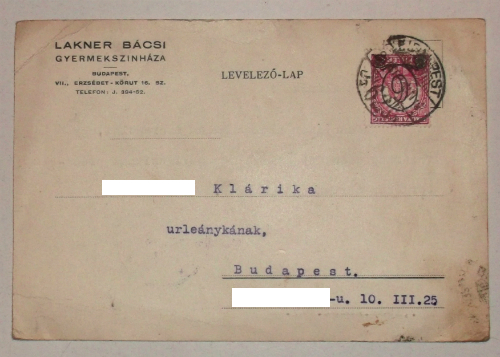 LAKNER BÁCSI
GYERMEKSZINHÁZA
BUDAPEST,
VII., ERZSÉBET-KÖRUT 16. SZ.
TELEFON: J. 364-52.
LEVELEZŐ-LAP
Klárika
urleánykának,
Budapest.
-u. 10. III.25